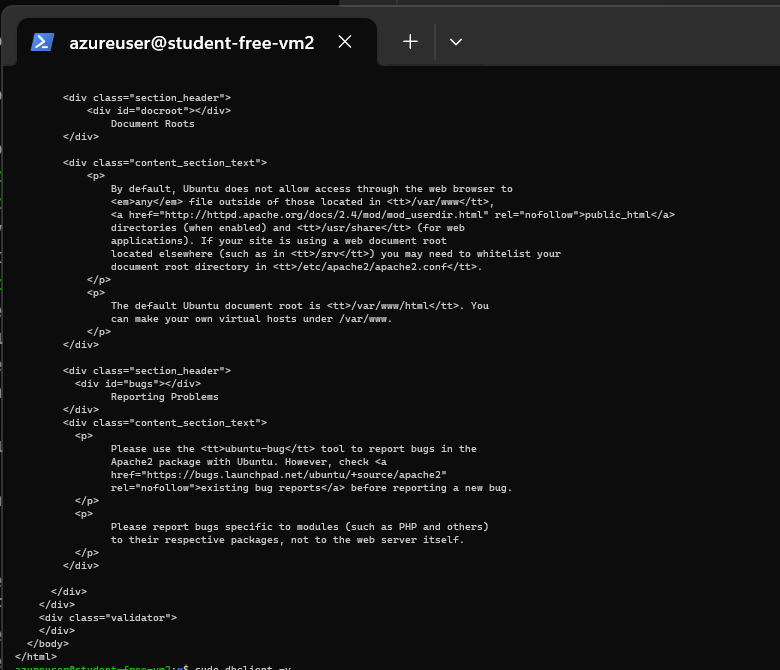 azureuser@student-free-vm2
<div class="section_header">
<div id="docroot"></div>
Document Roots
</div>
<div class="content_section_text">
<p>
By default, Ubuntu does not allow access through the web browser to
<em>any</em> file outside of those located in <tt>/var/www</tt>,
<a href="http://httpd.apache.org/docs/2.4/mod/mod_userdir.html" rel="nofollow">public_html</a>
directories (when enabled) and <tt>/usr/share</tt> (for web
applications). If your site is using a web document root
located elsewhere (such as in <tt>/srv</tt>) you may need to whitelist your
document root directory in <tt>/etc/apache2/apache2.conf</tt>.
</p>
<p>
The default Ubuntu document root is <tt>/var/www/html</tt>. You
can make your own virtual hosts under /var/www.
</p>
</div>
<div class="section_header">
<div id="bugs"></div>
Reporting Problems
</div>
<div class="content_section_text">
<p>
Please use the <tt>ubuntu-bug</tt> tool to report bugs in the
Apache2 package with Ubuntu. However, check <a
href="https://bugs.launchpad.net/ubuntu/+source/apache2"
rel="nofollow">existing bug reports</a> before reporting a new bug.
</p>
<p>
Please report bugs specific to modules (such as PHP and others)
to their respective packages, not to the web server itself.
</p>
</div>
</div>
</div>
<div class="validator">
</div>
</body>
</html>
azureuser@student-free-vm2:~$ sudo dhclient -v